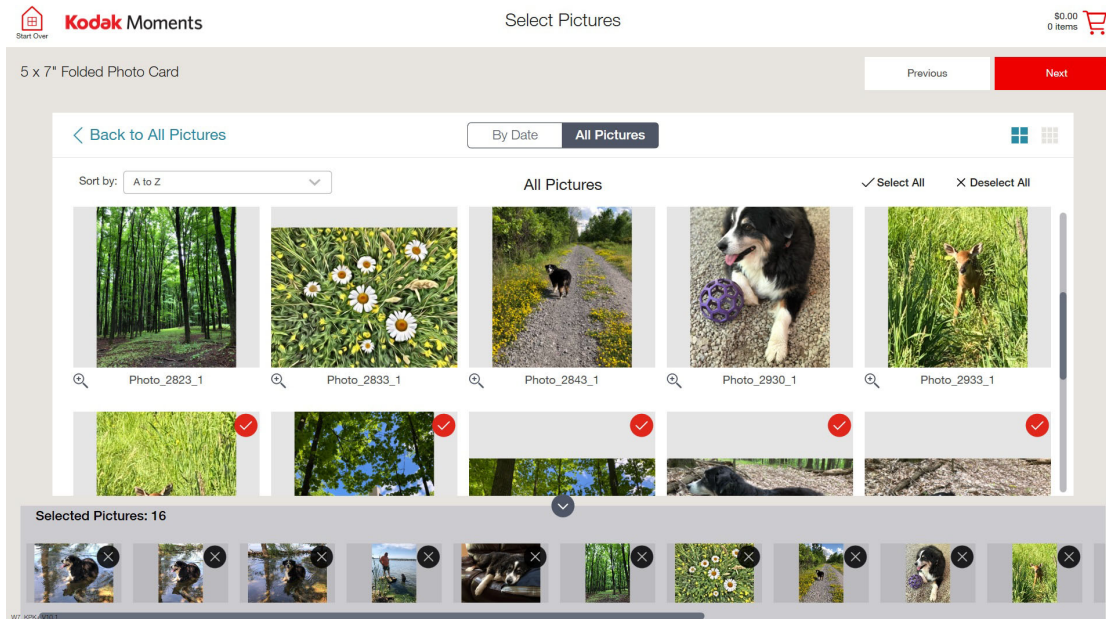 Start Over
Kodak Moments
Select Pictures
$0.00
0 items
5 x 7" Folded Photo Card
Previous
Next
Back to All Pictures
By Date
All Pictures
Sort by:
A to Z
All Pictures
Select All
Deselect All
Photo_2823_1
Photo_2833_1
Photo_2843_1
Photo_2930_1
Photo_2933_1
Selected Pictures: 16